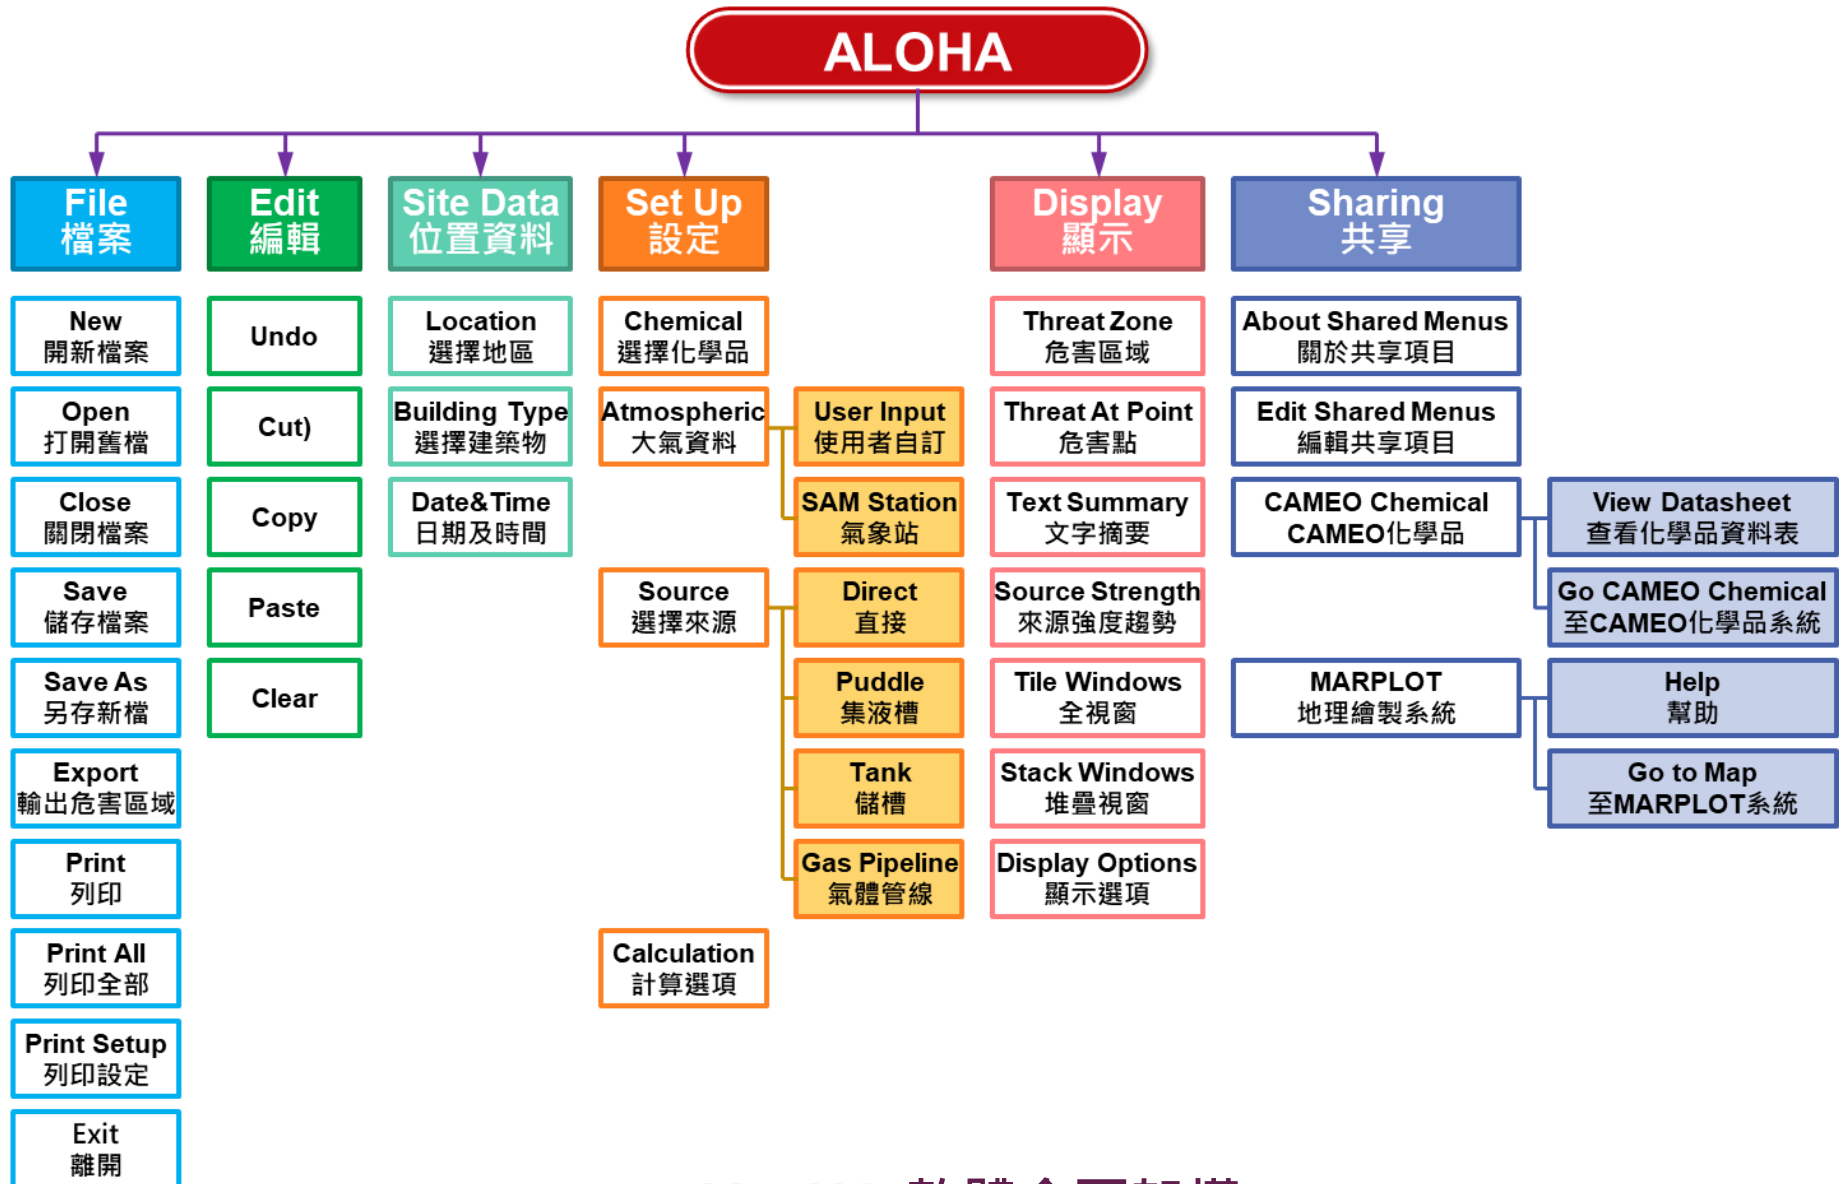 ALOHA
File
檔案
New
開新檔案
Open
打開舊檔
Close
關閉檔案
Save
儲存檔案
Save As
另存新檔
Export
輸出危害區域
Print
列印
Print All
列印全部
Print Setup
列印設定
Exit
離開
Edit
編輯
Undo
Cut)
Copy
Paste
Clear
Site Data
位置資料
Location
選擇地區
Building Type
選擇建築物
Date&Time
日期及時間
Set Up
設定
Chemical
選擇化學品
Atmospheric
大氣資料
User Input
使用者自訂
SAM Station
氣象站
Source
選擇來源
Direct
直接
Puddle
集液槽
Tank
儲槽
Gas Pipeline
氣體管線
Calculation
計算選項
Display
顯示
Threat Zone
危害區域
Threat At Point
危害點
Text Summary
文字摘要
Source Strength
來源強度趨勢
Tile Windows
全視窗
Stack Windows
堆疊視窗
Display Options
顯示選項
Sharing
共享
About Shared Menus
關於共享項目
Edit Shared Menus
編輯共享項目
CAMEO Chemical
CAMEO化學品
View Datasheet
查看化學品資料表
Go CAMEO Chemical
至CAMEO化學品系統
MARPLOT
地理繪製系統
Help
幫助
Go to Map
至MARPLOT系統